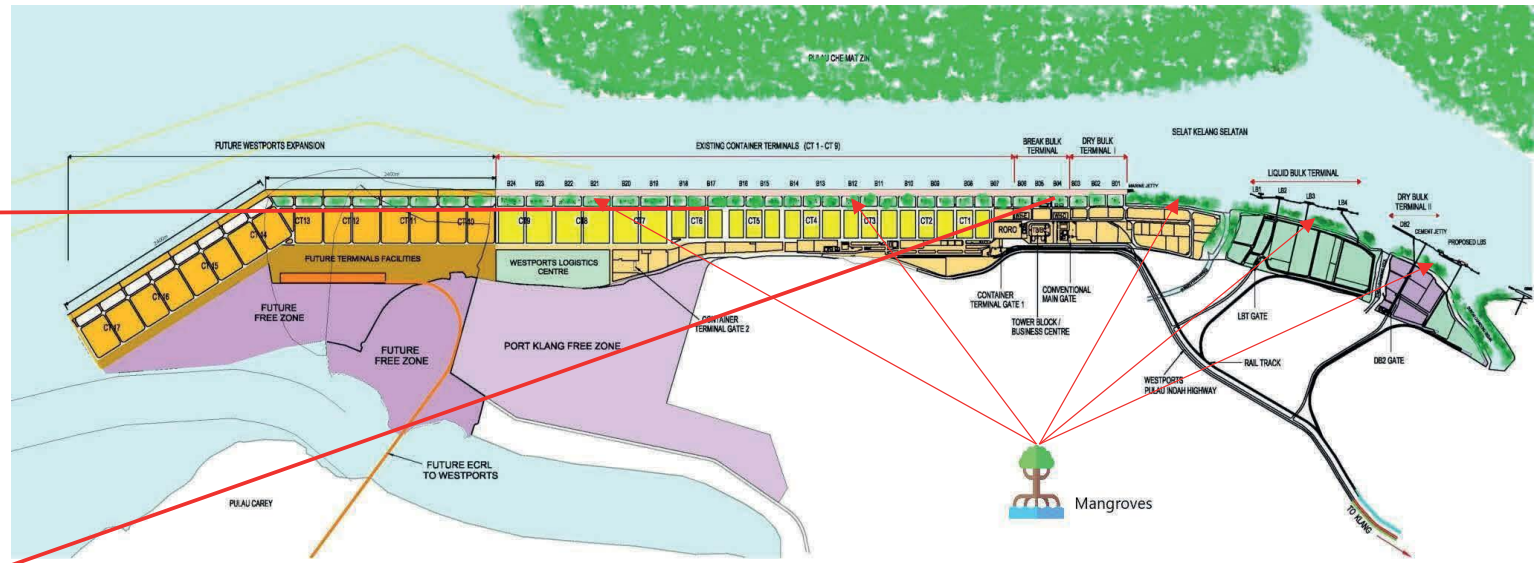 PULAU CHE MAT ZIN
SELAT KELANG SELATAN
FUTURE WESTPORTS EXPANSION
EXISTING CONTAINER TERMINALS (CT 1 - CT 9)
BREAK BULK
TERMINAL
DRY BULK
TERMINAL I
LIQUID BULK TERMINAL
DRY BULK
TERMINAL II
2400m
2400m
B24
B23
B22
B21
B20
B19
B18
B17
B16
B15
B14
B13
B12
B11
B10
B09
B08
B07
B06
B05
B04
B03
B02
B01
MARINE JETTY
LB1
LB2
LB3
LB4
DB2
CEMENT JETTY
PROPOSED LB5
CT17
CT16
CT15
CT14
CT13
CT12
CT11
CT10
CT9
CT8
CT7
CT6
CT5
CT4
CT3
CT2
CT1
RORO
FUTURE TERMINALS FACILITIES
WESTPORTS LOGISTICS
CENTRE
FUTURE
FREE ZONE
FUTURE
FREE ZONE
PORT KLANG FREE ZONE
CONTAINER
TERMINAL GATE 2
CONTAINER
TERMINAL GATE 1
CONVENTIONAL
MAIN GATE
TOWER BLOCK /
BUSINESS CENTRE
LBT GATE
RAIL TRACK
DB2 GATE
WESTPORTS
PULAU INDAH HIGHWAY
FUTURE ECRL
TO WESTPORTS
PULAU CAREY
Mangroves
TO KLANG